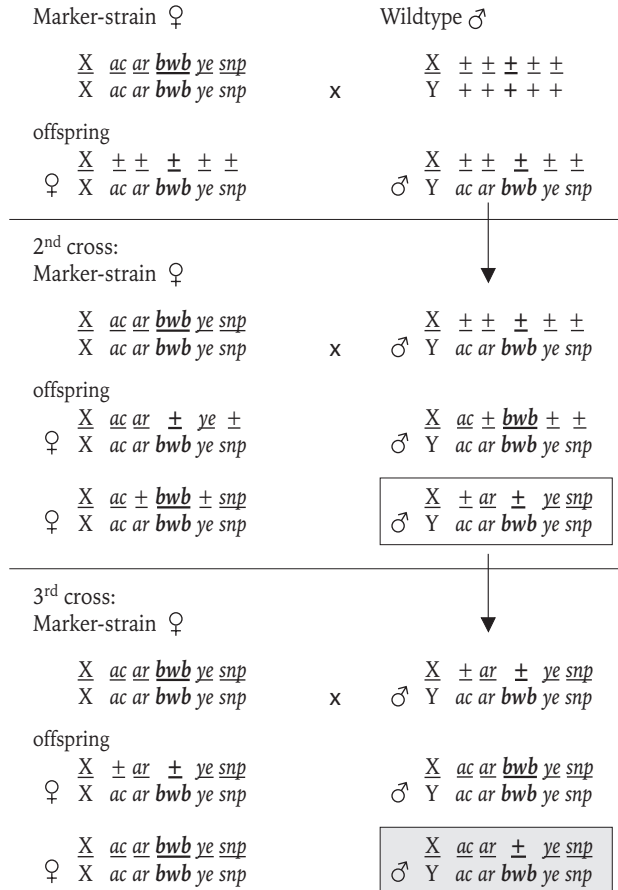 Marker-strain ♀ Wildtype ♂
X ac ar bwb ye snp X + + + + +
X ac ar bwb ye snp x Y + + + + +
offspring
X + + + + + X + + + + +
♀ X ac ar bwb ye snp ♂ Y ac ar bwb ye snp
2nd cross:
Marker-strain ♀
X ac ar bwb ye snp X + + + + +
X ac ar bwb ye snp x ♂ Y ac ar bwb ye snp
offspring
X ac ar + ye + X ac + bwb + +
♀ X ac ar bwb ye snp ♂ Y ac ar bwb ye snp
X ac + bwb + snp X + ar + ye snp
♀ X ac ar bwb ye snp ♂ Y ac ar bwb ye snp
3rd cross:
Marker-strain ♀
X ac ar bwb ye snp X + ar + ye snp
X ac ar bwb ye snp x ♂ Y ac ar bwb ye snp
offspring
X + ar + ye snp X ac ar bwb ye snp
♀ X ac ar bwb ye snp ♂ Y ac ar bwb ye snp
X ac ar bwb ye snp X ac ar + ye snp
♀ X ac ar bwb ye snp ♂ Y ac ar bwb ye snp